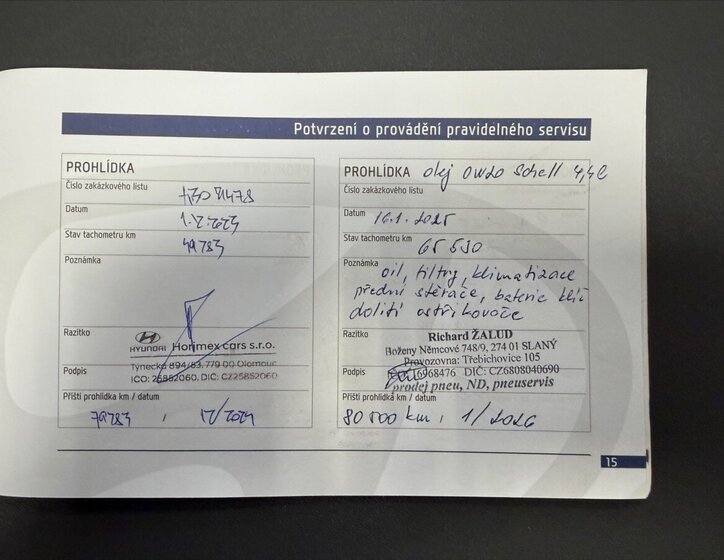 Potvrzení o provádění pravidelného servisu
PROHLÍDKA
Číslo zakázkového listu
Datum
1.12.2023
Stav tachometru km
49783
Poznámka
Razítko
HYUNDAI Horimex cars s.r.o.
Týnecká 894/63, 779 00 Olomouc
Podpis
IČO: 25852060, DIČ: CZ25852060
Příští prohlídka km / datum
79783, 12/2024
PROHLÍDKA olej 0W20 Schell 4,4l
Číslo zakázkového listu
Datum
16.1. 2025
Stav tachometru km
65530
Poznámka
oil, filtry, klimatizace
přední stěrače, baterie klíč
dolití ostřikovače
Razítko
Richard ŽALUD
Boženy Němcové 748/9, 274 01 SLANÝ
Provozovna: Třebichovice 105
Podpis
16968476 DIČ: CZ6808040690
prodej pneu, ND, pneuservis
Příští prohlídka km / datum
80 000 km, 1/2026
15